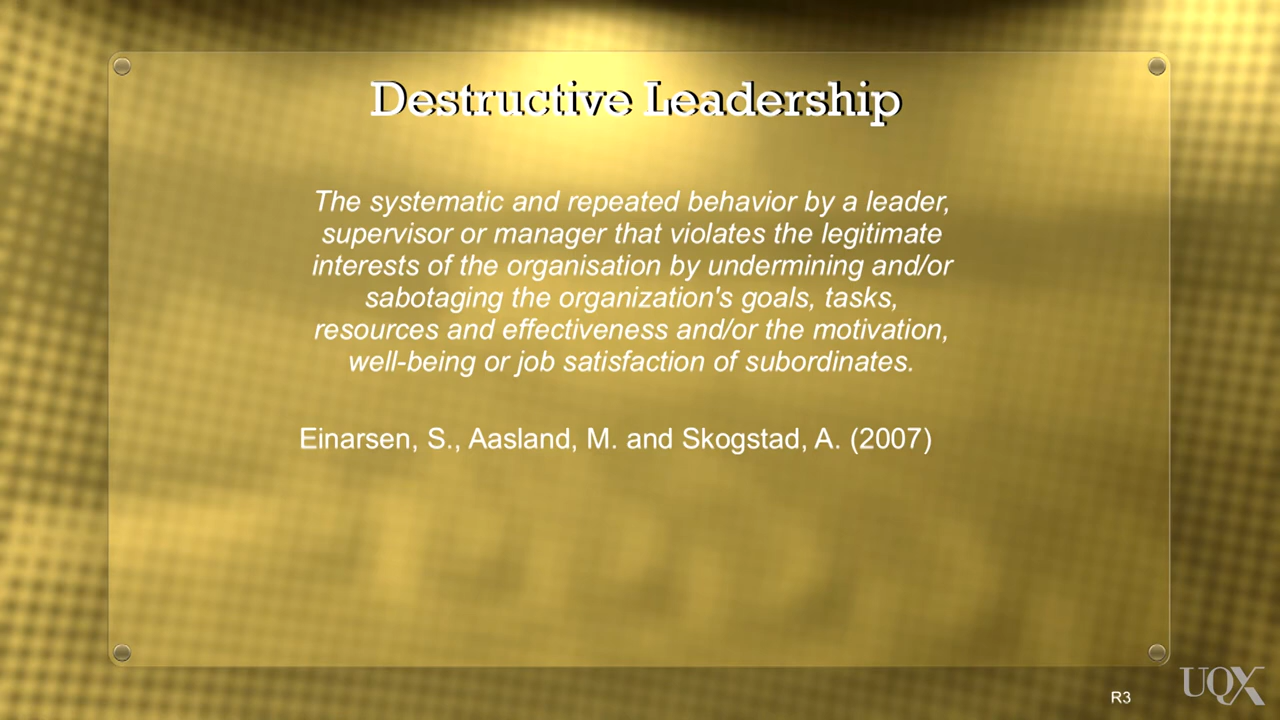 Destructive Leadership
The systematic and repeated behavior by a leader,
supervisor or manager that violates the legitimate
interests of the organisation by undermining and/or
sabotaging the organization's goals, tasks,
resources and effectiveness and/or the motivation,
well-being or job satisfaction of subordinates.
Einarsen, S., Aasland, M. and Skogstad, A. (2007)
R3
UQX